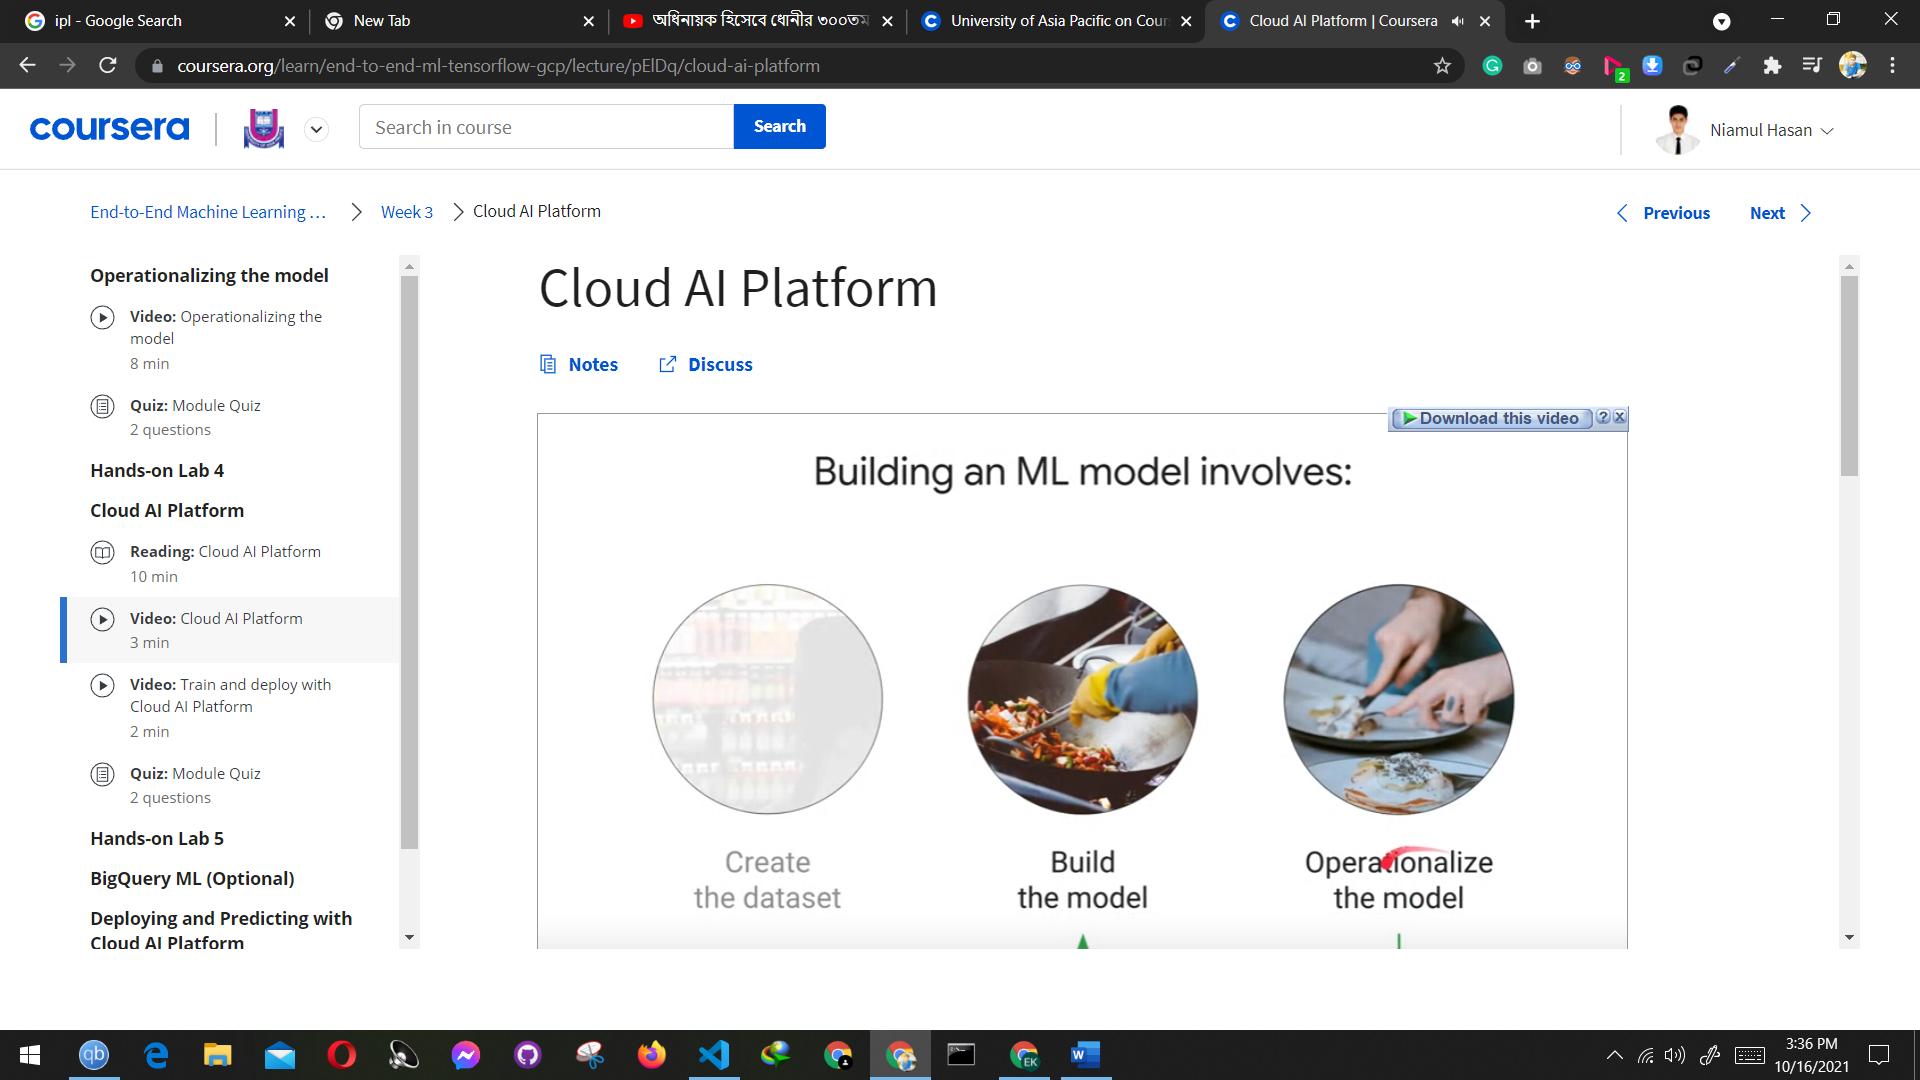 ipl - Google Search
New Tab
অধিনায়ক হিসেবে ধোনীর ৩০০তম
University of Asia Pacific on Cour
Cloud AI Platform | Coursera
coursera.org/learn/end-to-end-ml-tensorflow-gcp/lecture/pElDq/cloud-ai-platform
2
coursera
Search in course
Search
Niamul Hasan
End-to-End Machine Learning ...
Week 3
Cloud AI Platform
Previous
Next
Operationalizing the model
Video: Operationalizing the
model
8 min
Quiz: Module Quiz
2 questions
Hands-on Lab 4
Cloud AI Platform
Reading: Cloud AI Platform
10 min
Video: Cloud AI Platform
3 min
Video: Train and deploy with
Cloud AI Platform
2 min
Quiz: Module Quiz
2 questions
Hands-on Lab 5
BigQuery ML (Optional)
Deploying and Predicting with
Cloud AI Platform
Cloud AI Platform
Notes
Discuss
Download this video
?
Building an ML model involves:
Create
the dataset
Build
the model
Operationalize
the model
qb
EK
W
3:36 PM
10/16/2021